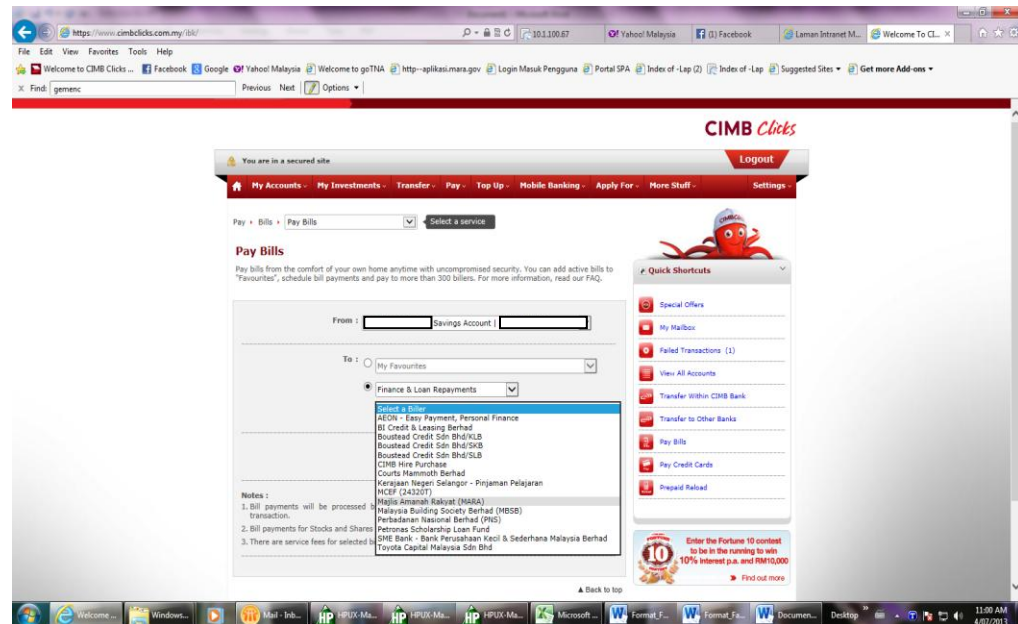 https://www.cimbclicks.com.my/ibk/
10.1.100.67
Yahoo! Malaysia
(1) Facebook
Laman Intranet M...
Welcome To CI...
File Edit View Favorites Tools Help
Welcome to CIMB Clicks ... Facebook Google Yahoo! Malaysia Welcome to goTNA http--aplikasi.mara.gov Login Masuk Pengguna Portal SPA Index of -Lap (2) Index of -Lap Suggested Sites Get more Add-ons
x Find: gemenc Previous Next Options
CIMB Clicks
You are in a secured site
Logout
My Accounts My Investments Transfer Pay Top Up Mobile Banking Apply For More Stuff Settings
Pay Bills Pay Bills Select a service
Pay Bills
Pay bills from the comfort of your own home anytime with uncompromised security. You can add active bills to
"Favourites", schedule bill payments and pay to more than 300 billers. For more information, read our FAQ.
From : Savings Account |
To : My Favourites
Finance & Loan Repayments
Select a Biller
AEON - Easy Payment, Personal Finance
BI Credit & Leasing Berhad
Boustead Credit Sdn Bhd/KLB
Boustead Credit Sdn Bhd/SKB
Boustead Credit Sdn Bhd/SLB
CIMB Hire Purchase
Courts Mammoth Berhad
Kerajaan Negeri Selangor - Pinjaman Pelajaran
MCEF (24320T)
Majlis Amanah Rakyat (MARA)
Malaysia Building Society Berhad (MBSB)
Perbadanan Nasional Berhad (PNS)
Petronas Scholarship Loan Fund
SME Bank - Bank Perusahaan Kecil & Sederhana Malaysia Berhad
Toyota Capital Malaysia Sdn Bhd
Notes :
1. Bill payments will be processed b
transaction.
2. Bill payments for Stocks and Shares
3. There are service fees for selected bi
Back to top
CIMBClicks
Quick Shortcuts
Special Offers
My Mailbox
Failed Transactions (1)
View All Accounts
Transfer Within CIMB Bank
Transfer to Other Banks
Pay Bills
Pay Credit Cards
Prepaid Reload
FORTUNE 10
Enter the Fortune 10 contest
to be in the running to win
10% interest p.a. and RM10,000
Find out more
Welcome ... Windows... Mail - Inb... HPUX-Ma... HPUX-Ma... HPUX-Ma... Microsoft ... Format_F... Format_Fa... Documen... Desktop
11:00 AM
4/07/2013